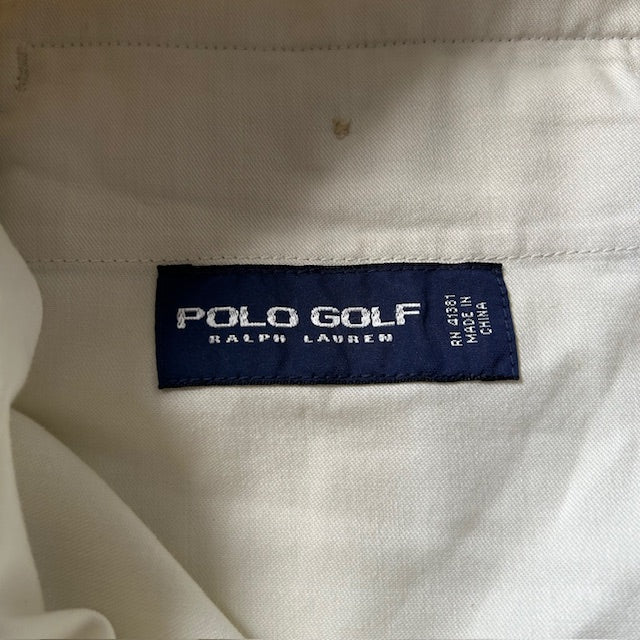 POLO GOLF
RALPH LAUREN
RN 41381
MADE IN
CHINA